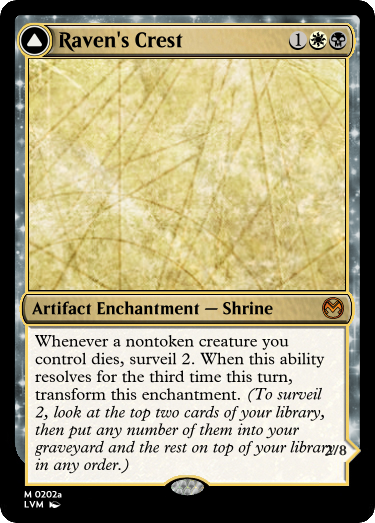 Raven's Crest 1
Artifact Enchantment — Shrine
Whenever a nontoken creature you
control dies, surveil 2. When this ability
resolves for the third time this turn,
transform this enchantment. (To surveil
2, look at the top two cards of your library,
then put any number of them into your
graveyard and the rest on top of your library
in any order.)
2/8
M 0202a
LVM